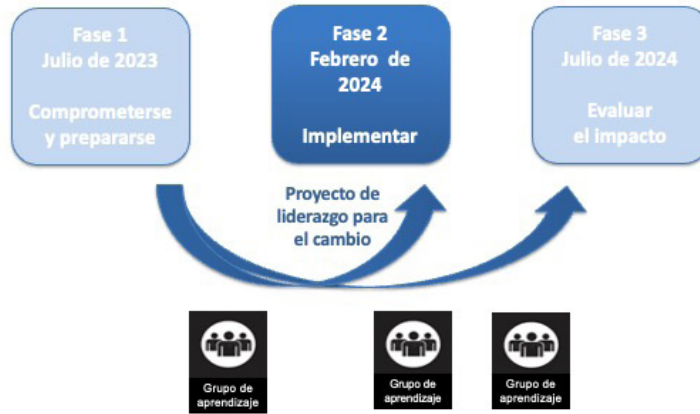 Fase 1
Julio de 2023
Comprometerse
y prepararse
Fase 2
Febrero de
2024
Implementar
Fase 3
Julio de 2024
Evaluar
el impacto
Proyecto de
liderazgo para
el cambio
Grupo de
aprendizaje
Grupo de
aprendizaje
Grupo de
aprendizaje